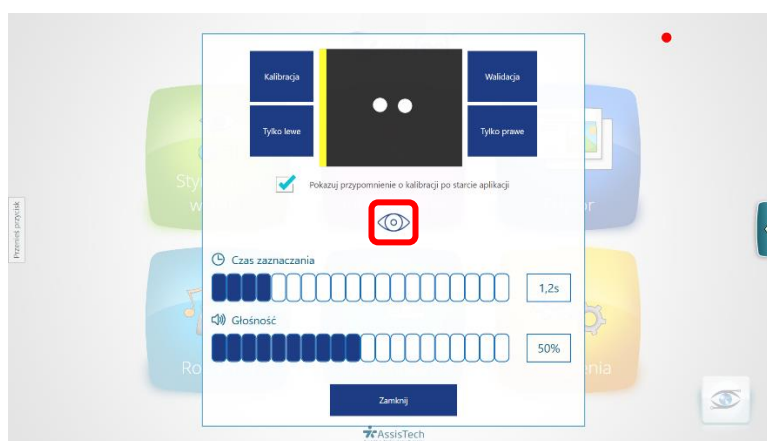 Kalibracja
Walidacja
Tylko lewe
Tylko prawe
Pokazuj przypomnienie o kalibracji po starcie aplikacji
Przenieś przycisk
Czas zaznaczania
1,2s
Głośność
50%
Zamknij
AssisTech